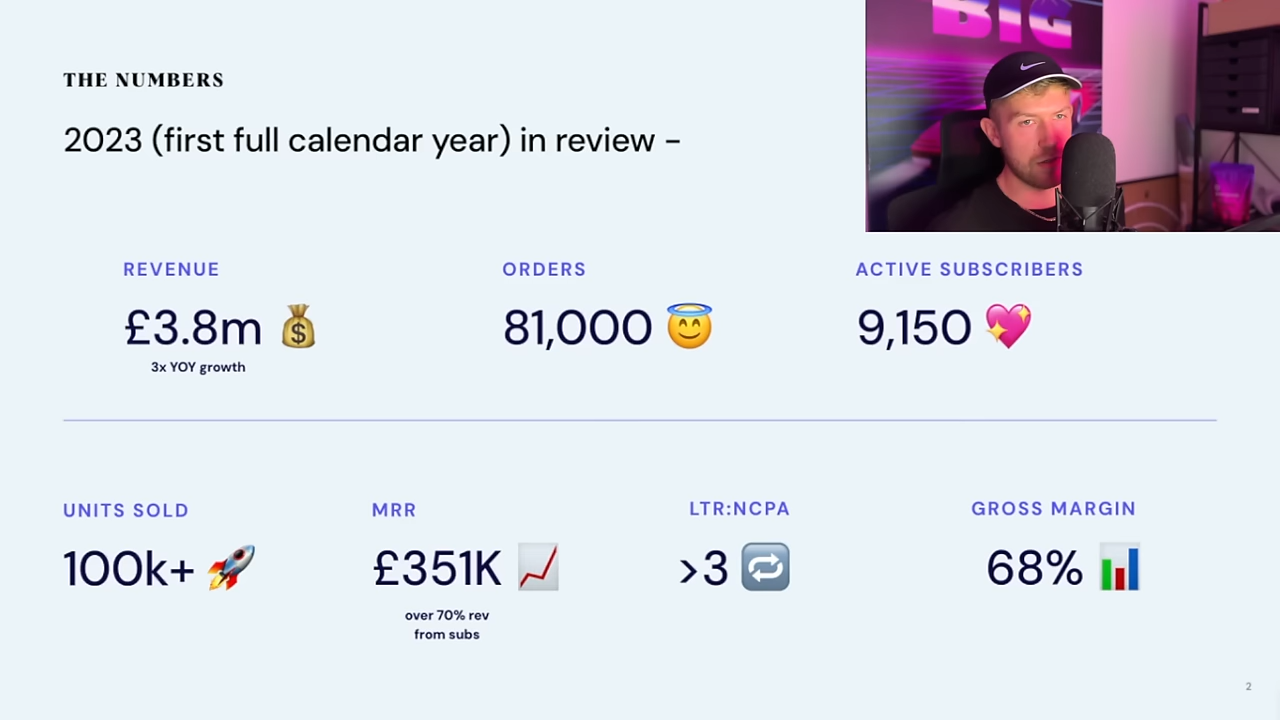 BIG
THE NUMBERS
2023 (first full calendar year) in review -
REVENUE
£3.8m 💰
3x YOY growth
ORDERS
81,000 😇
ACTIVE SUBSCRIBERS
9,150 💖
UNITS SOLD
100k+ 🚀
MRR
£351K 📈
over 70% rev
from subs
LTR:NCPA
>3 🔁
GROSS MARGIN
68% 📊
2